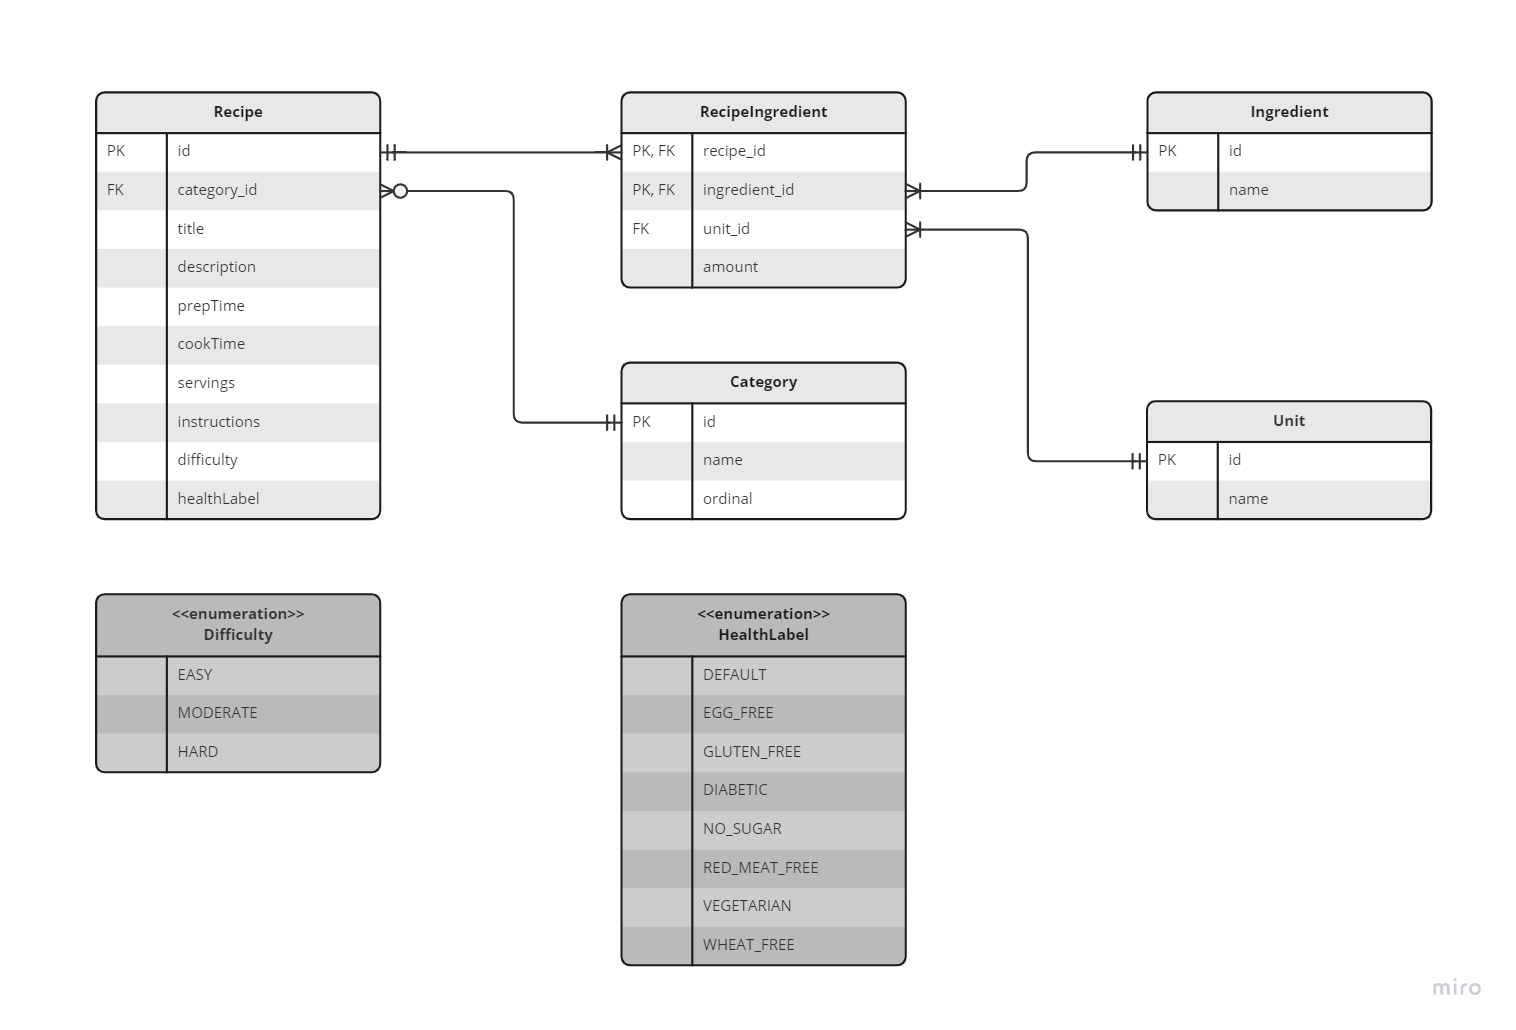 Recipe
PK id
FK category_id
title
description
prepTime
cookTime
servings
instructions
difficulty
healthLabel
RecipeIngredient
PK, FK recipe_id
PK, FK ingredient_id
FK unit_id
amount
Ingredient
PK id
name
Category
PK id
name
ordinal
Unit
PK id
name
<<enumeration>>
Difficulty
EASY
MODERATE
HARD
<<enumeration>>
HealthLabel
DEFAULT
EGG_FREE
GLUTEN_FREE
DIABETIC
NO_SUGAR
RED_MEAT_FREE
VEGETARIAN
WHEAT_FREE
miro